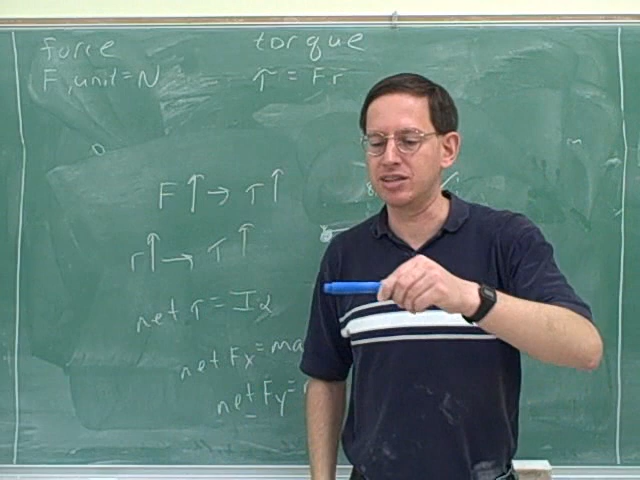 force
torque
F, unit = N
τ = Fr
F↑ → τ↑
r↑ → τ↑
net τ = Iα
net Fx = ma
net Fy =